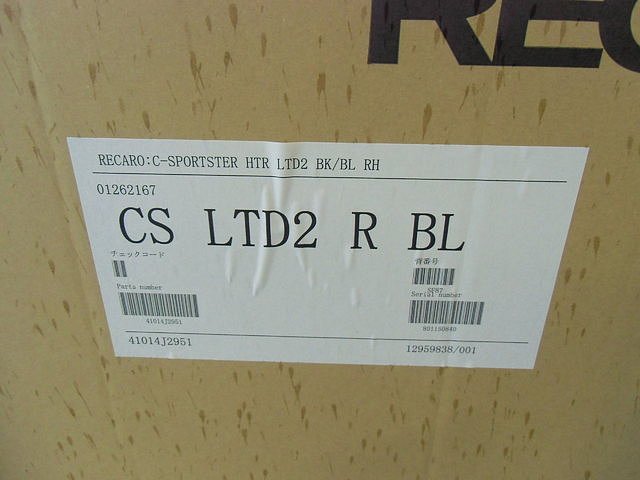 REC
RECARO:C-SPORTSTER HTR LTD2 BK/BL RH
01262167
CS LTD2 R BL
チェックコード
背番号
SF87
Parts number
Serial number
41014J2951
801150840
41014J2951
12959838/001